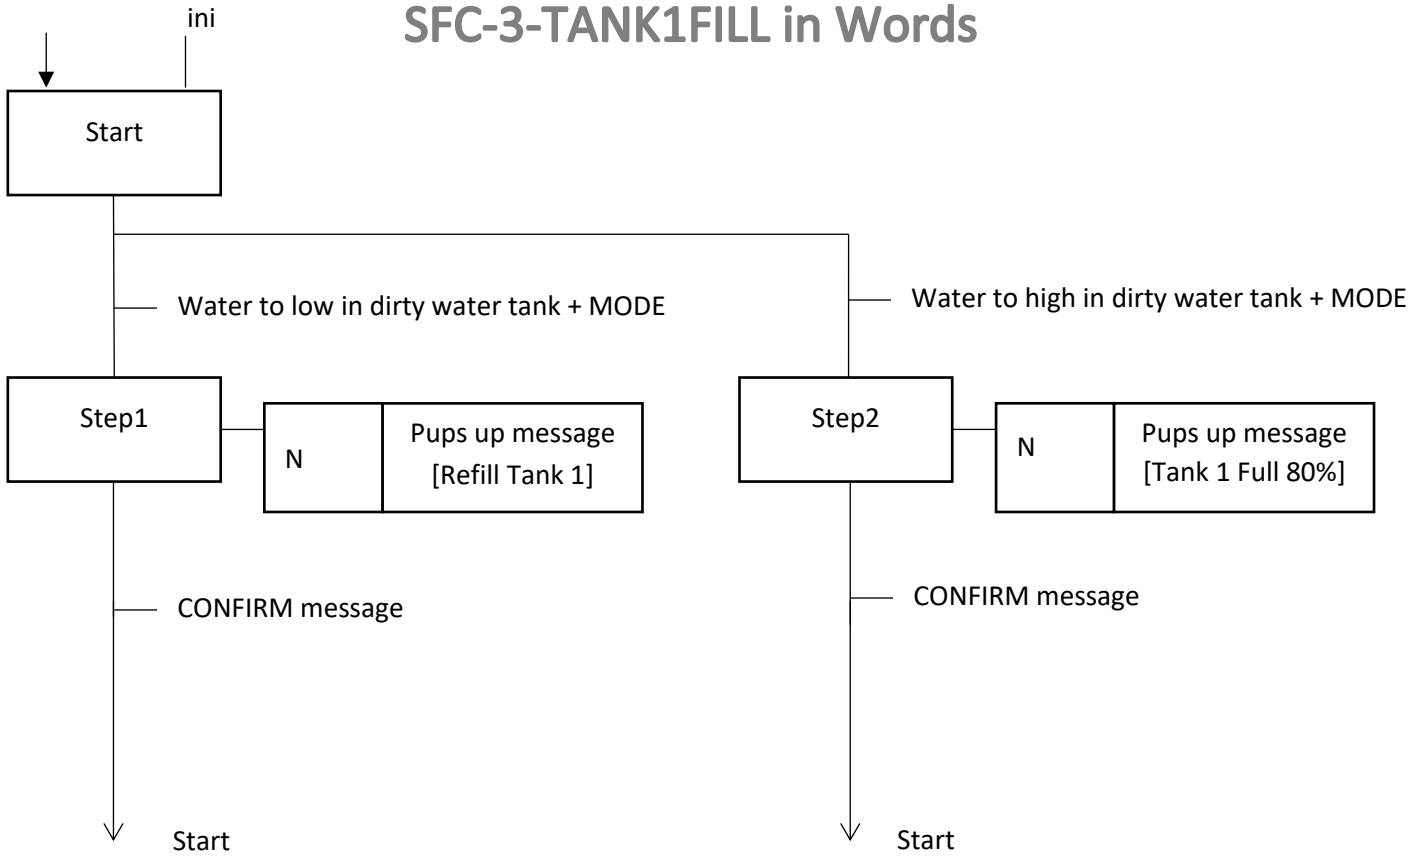 SFC-3-TANK1FILL in Words
ini
Start
Water to low in dirty water tank + MODE
Water to high in dirty water tank + MODE
Step1
N
Pups up message
[Refill Tank 1]
Step2
N
Pups up message
[Tank 1 Full 80%]
CONFIRM message
CONFIRM message
Start
Start